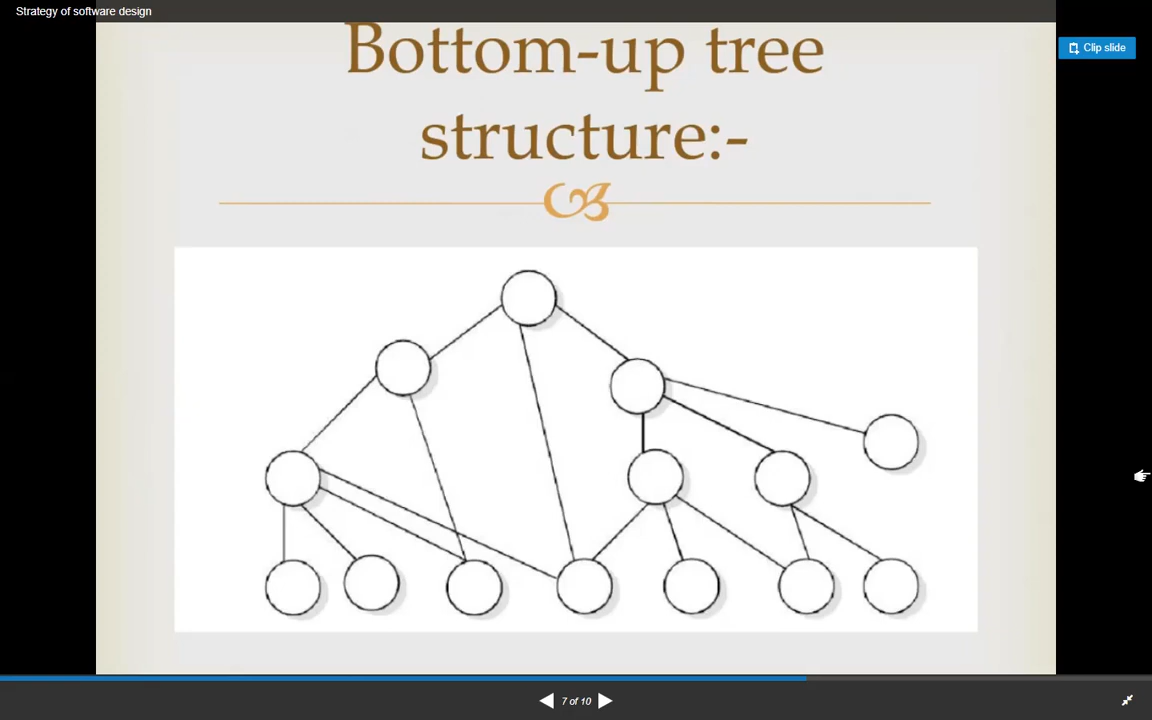 Strategy of software design
Bottom-up tree
structure:-
Clip slide
7 of 10